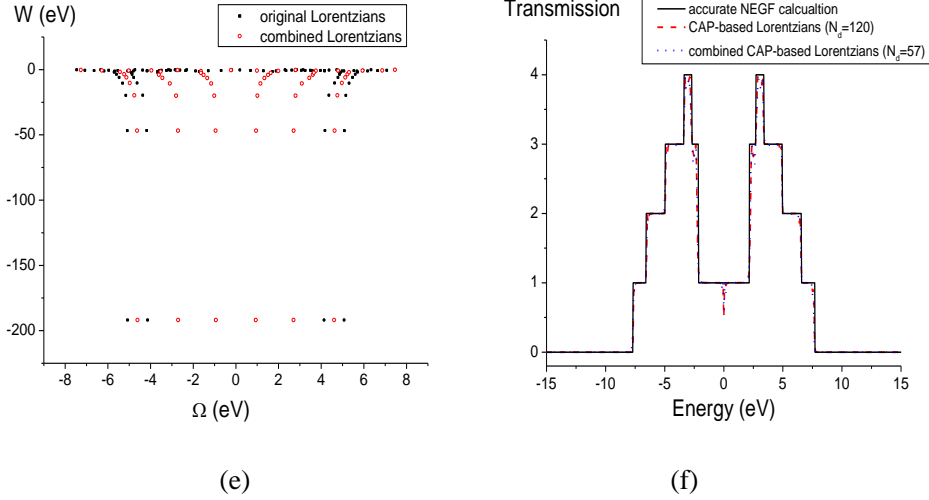 W (eV)
original Lorentzians
combined Lorentzians
0
-50
-100
-150
-200
-8 -6 -4 -2 0 2 4 6 8
Ω (eV)
(e)
Transmission
accurate NEGF calcualtion
CAP-based Lorentzians (N_d=120)
combined CAP-based Lorentzians (N_d=57)
4
3
2
1
0
-15 -10 -5 0 5 10 15
Energy (eV)
(f)